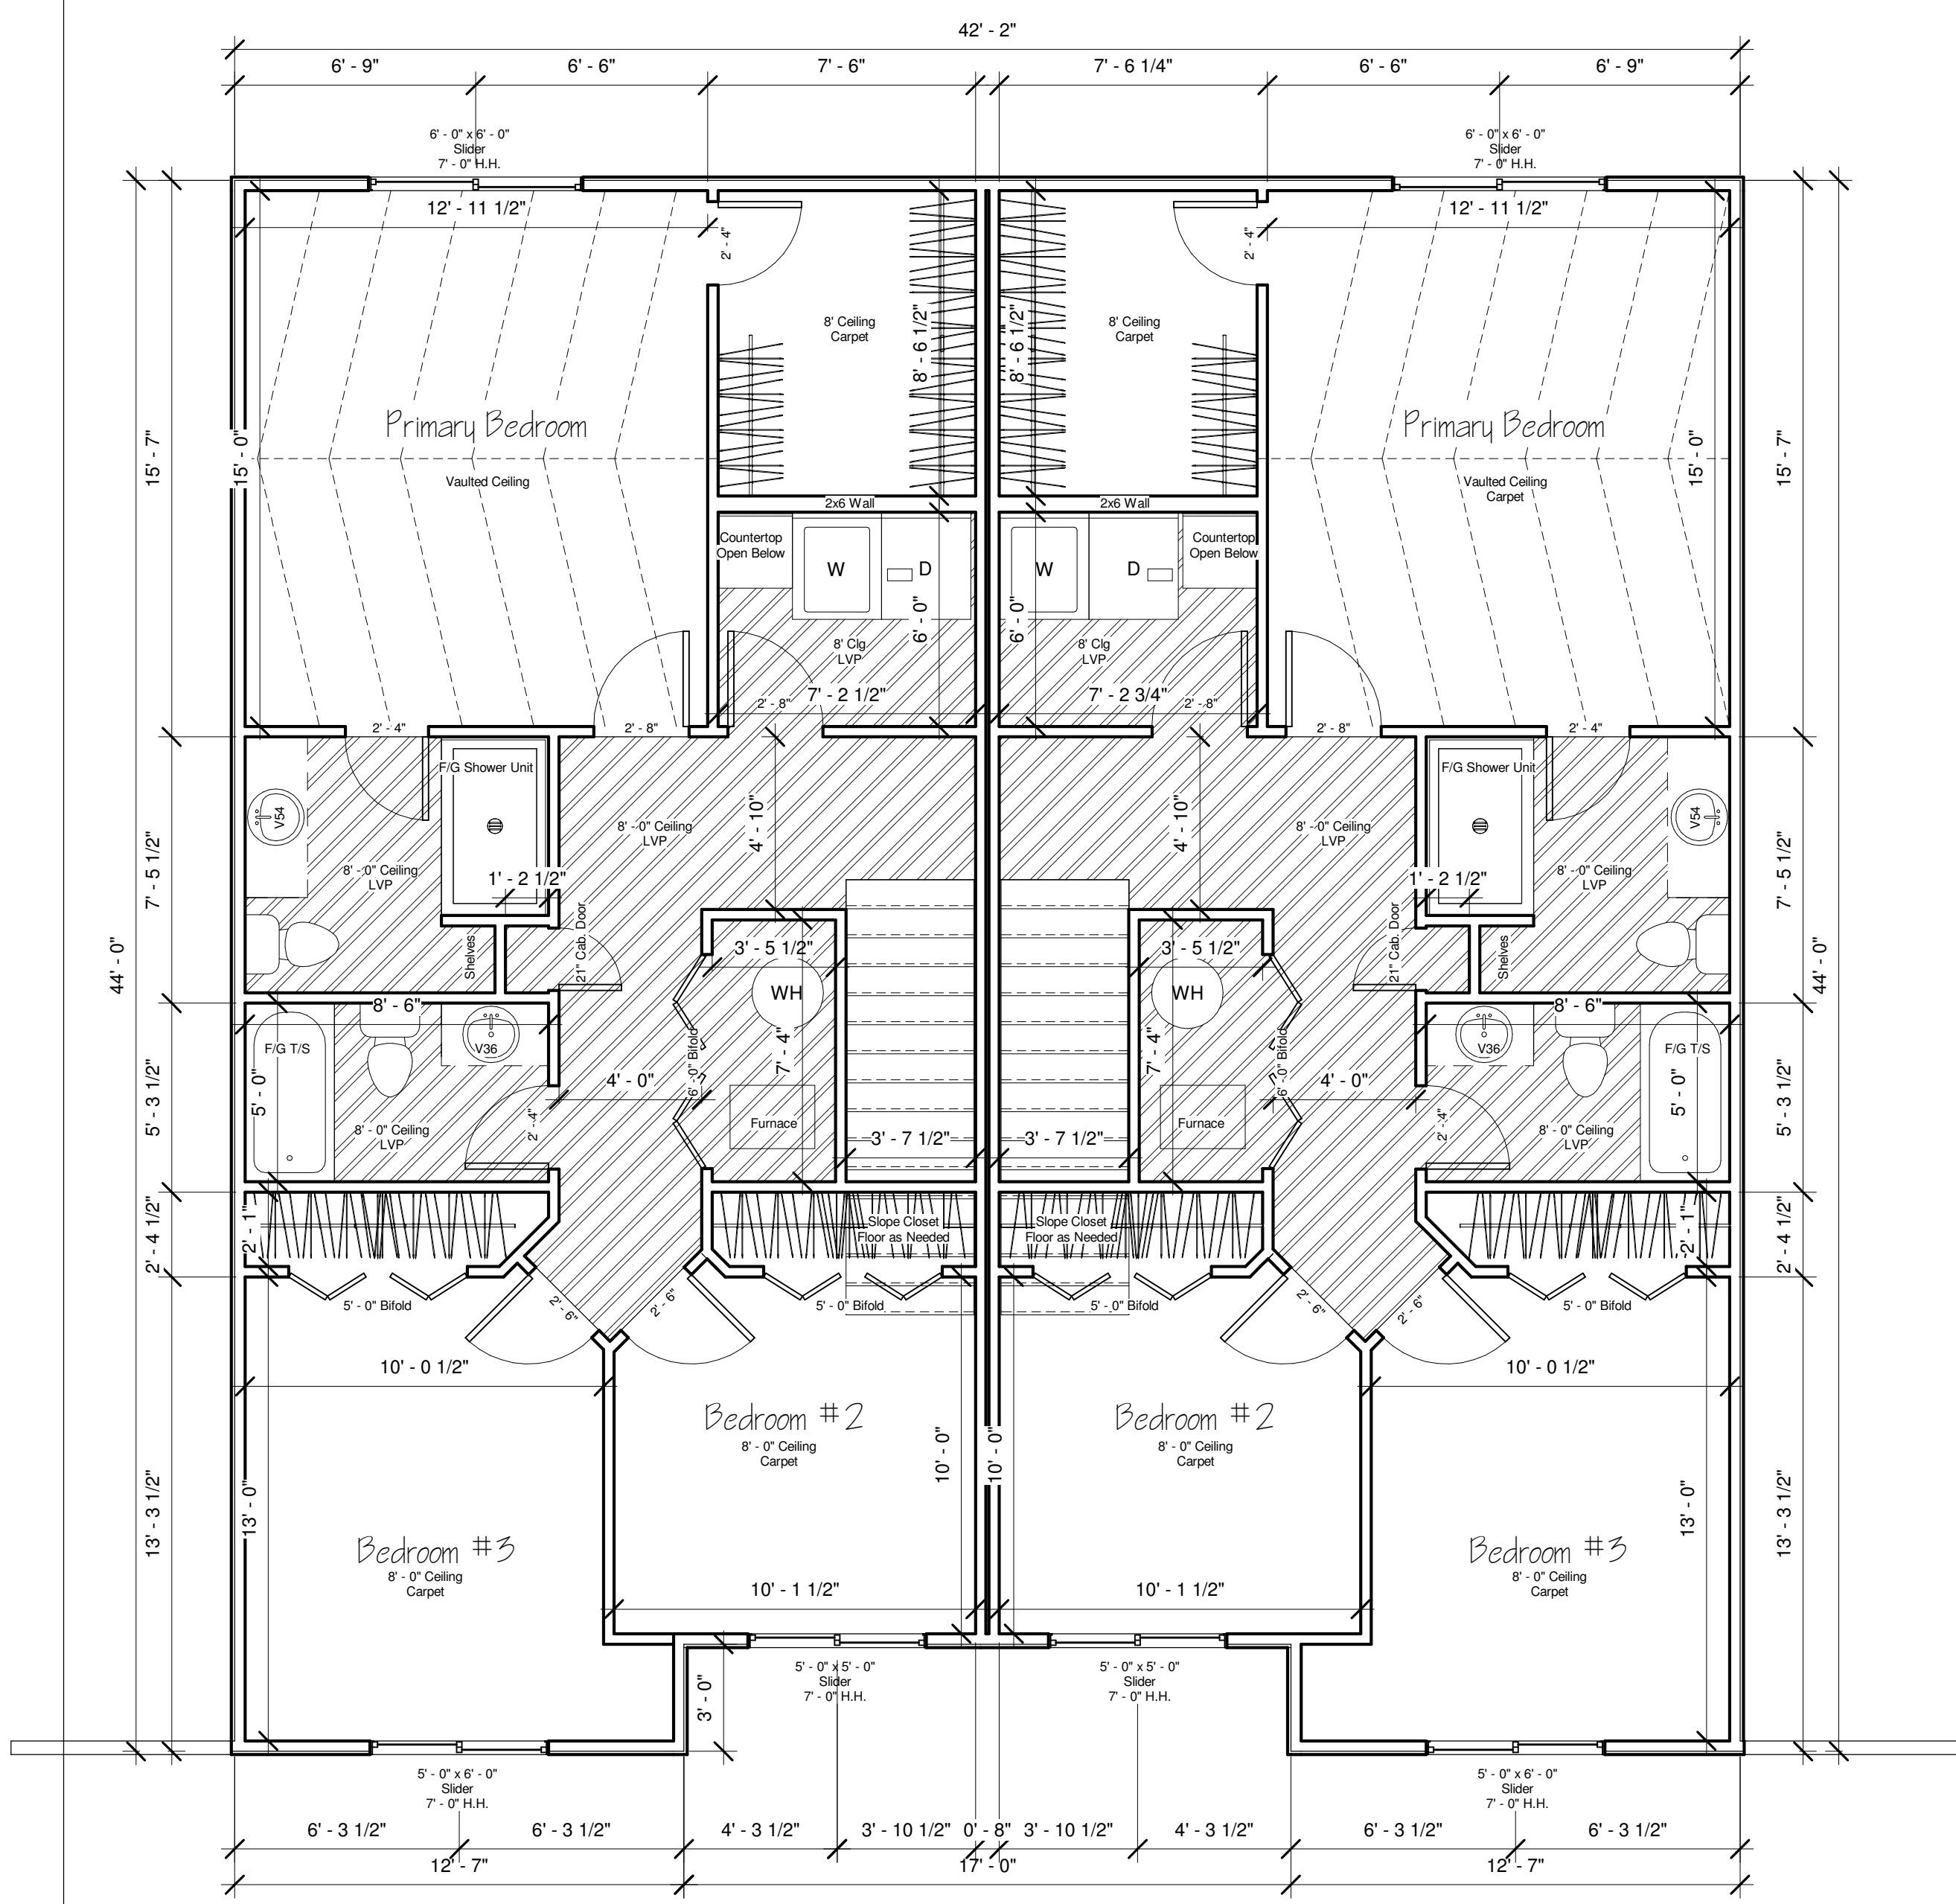 42' - 2"
6' - 9"
6' - 6"
7' - 6"
7' - 6 1/4"
6' - 6"
6' - 9"
6' - 0" x 6' - 0"
Slider
7' - 0" H.H.
6' - 0" x 6' - 0"
Slider
7' - 0" H.H.
12' - 11 1/2"
2' - 4"
2' - 4"
12' - 11 1/2"
8' Ceiling
Carpet
8' - 6 1/2"
8' - 6 1/2"
8' Ceiling
Carpet
15' - 7"
15' - 0"
Primary Bedroom
Vaulted Ceiling
Primary Bedroom
Vaulted Ceiling
Carpet
15' - 0"
15' - 7"
2x6 Wall
2x6 Wall
Countertop
Open Below
W
D
W
D
Countertop
Open Below
6' - 0"
6' - 0"
8' Clg
LVP
8' Clg
LVP
7' - 2 1/2"
7' - 2 3/4"
2' - 8"
2' - 8"
2' - 4"
2' - 8"
2' - 8"
2' - 4"
F/G Shower Unit
F/G Shower Unit
V54
V54
8' - 0" Ceiling
LVP
4' - 10"
4' - 10"
8' - 0" Ceiling
LVP
7' - 5 1/2"
8' - 0" Ceiling
LVP
1' - 2 1/2"
1' - 2 1/2"
8' - 0" Ceiling
LVP
7' - 5 1/2"
44' - 0"
Shelves
21" Cab. Door
3' - 5 1/2"
3' - 5 1/2"
21" Cab. Door
Shelves
44' - 0"
WH
WH
8' - 6"
8' - 6"
F/G T/S
V36
6' - 0" Bifold
7' - 4"
7' - 4"
6' - 0" Bifold
V36
F/G T/S
5' - 3 1/2"
5' - 0"
4' - 0"
4' - 0"
5' - 0"
5' - 3 1/2"
8' - 0" Ceiling
LVP
2' - 4"
Furnace
3' - 7 1/2"
3' - 7 1/2"
Furnace
2' - 4"
8' - 0" Ceiling
LVP
2' - 4 1/2"
2' - 1"
Slope Closet
Floor as Needed
Slope Closet
Floor as Needed
2' - 1"
2' - 4 1/2"
5' - 0" Bifold
2' - 6"
2' - 6"
5' - 0" Bifold
5' - 0" Bifold
2' - 6"
2' - 6"
5' - 0" Bifold
10' - 0 1/2"
10' - 0 1/2"
Bedroom #2
8' - 0" Ceiling
Carpet
10' - 0"
10' - 0"
Bedroom #2
8' - 0" Ceiling
Carpet
13' - 3 1/2"
13' - 0"
Bedroom #3
8' - 0" Ceiling
Carpet
Bedroom #3
8' - 0" Ceiling
Carpet
13' - 0"
13' - 3 1/2"
10' - 1 1/2"
10' - 1 1/2"
3' - 0"
5' - 0" x 5' - 0"
Slider
7' - 0" H.H.
5' - 0" x 5' - 0"
Slider
7' - 0" H.H.
5' - 0" x 6' - 0"
Slider
7' - 0" H.H.
5' - 0" x 6' - 0"
Slider
7' - 0" H.H.
6' - 3 1/2"
6' - 3 1/2"
4' - 3 1/2"
3' - 10 1/2"
0' - 8"
3' - 10 1/2"
4' - 3 1/2"
6' - 3 1/2"
6' - 3 1/2"
12' - 7"
17' - 0"
12' - 7"